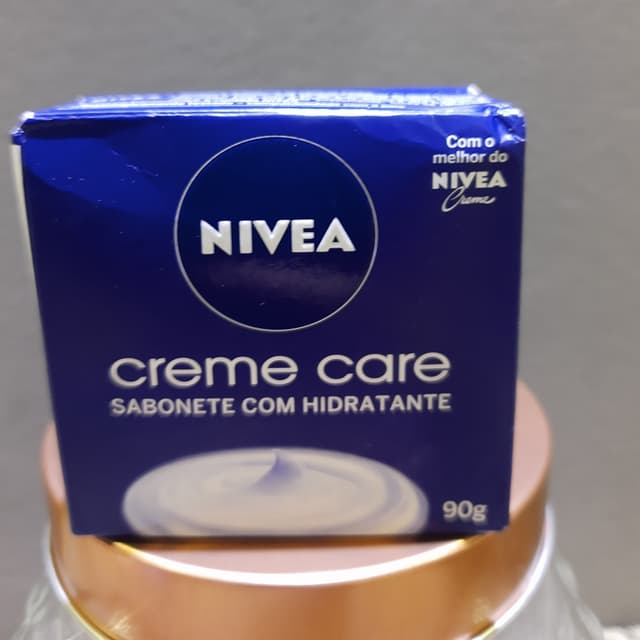 Com o
melhor do
NIVEA
Creme
NIVEA
creme care
SABONETE COM HIDRATANTE
90g